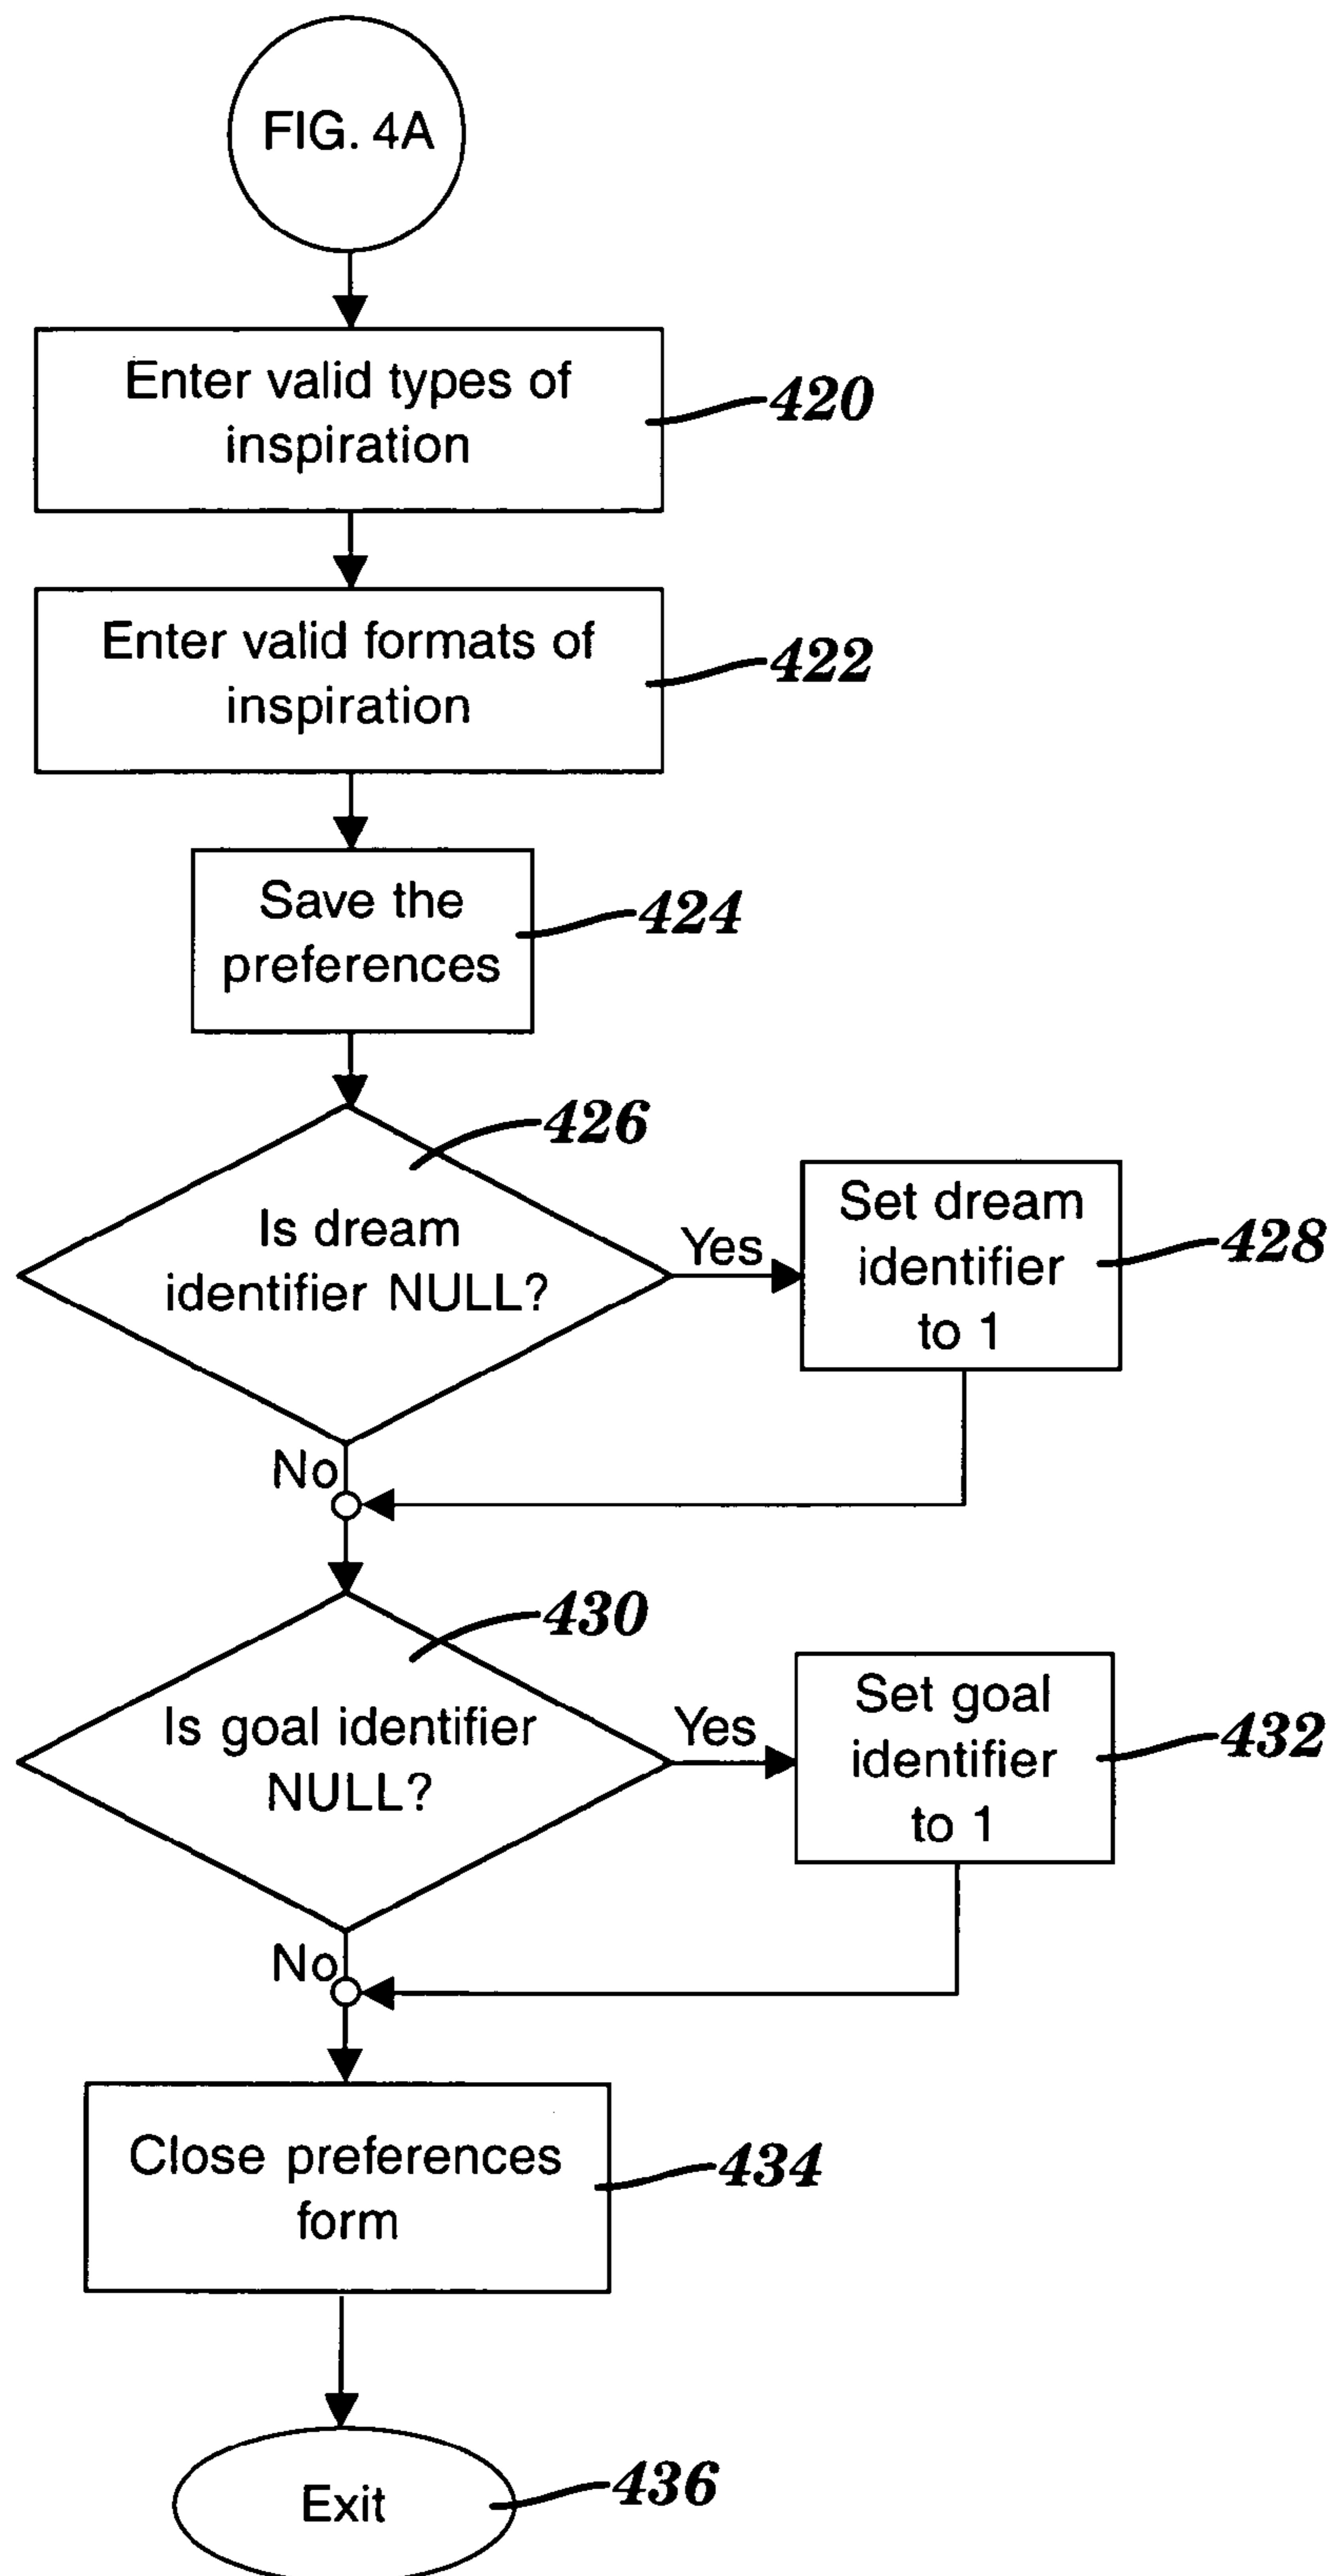 FIG. 4A
Enter valid types of
inspiration
420
Enter valid formats of
inspiration
422
Save the
preferences
424
426
Is dream
identifier NULL?
Yes
Set dream
identifier
to 1
428
No
430
Is goal identifier
NULL?
Yes
Set goal
identifier
to 1
432
No
Close preferences
form
434
Exit
436